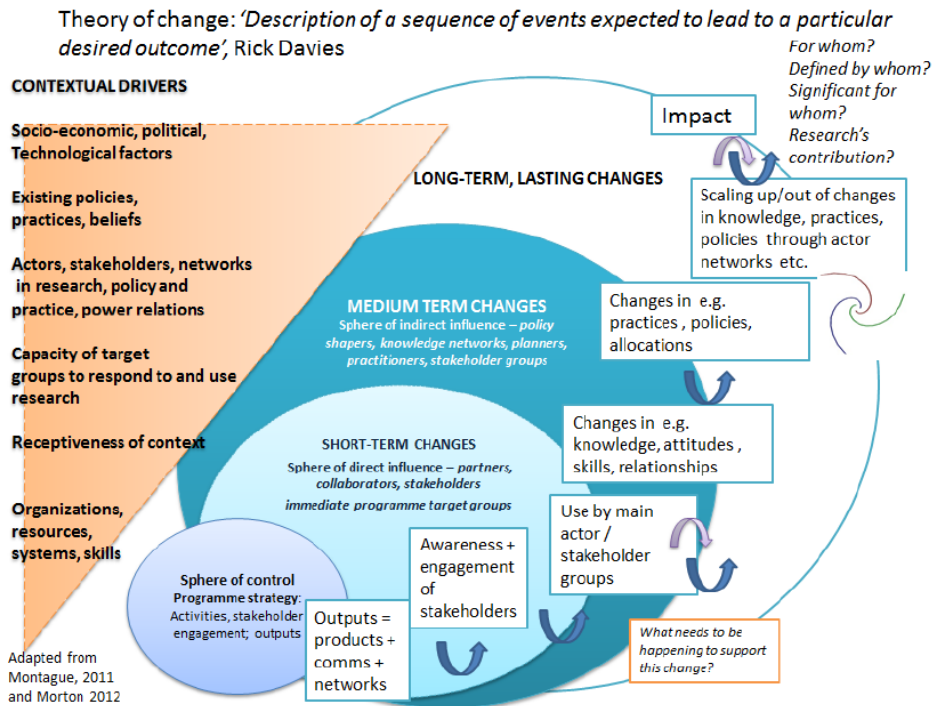 Theory of change: ‘Description of a sequence of events expected to lead to a particular
desired outcome’, Rick Davies
For whom?
Defined by whom?
Significant for
whom?
Research’s
contribution?
CONTEXTUAL DRIVERS
Socio-economic, political,
Technological factors
Existing policies,
practices, beliefs
Actors, stakeholders, networks
in research, policy and
practice, power relations
Capacity of target
groups to respond to and use
research
Receptiveness of context
Organizations,
resources,
systems, skills
Adapted from
Montague, 2011
and Morton 2012
Impact
LONG-TERM, LASTING CHANGES
Scaling up/out of changes
in knowledge, practices,
policies through actor
networks etc.
MEDIUM TERM CHANGES
Sphere of indirect influence – policy
shapers, knowledge networks, planners,
practitioners, stakeholder groups
Changes in e.g.
practices , policies,
allocations
Changes in e.g.
knowledge, attitudes ,
skills, relationships
SHORT-TERM CHANGES
Sphere of direct influence – partners,
collaborators, stakeholders
immediate programme target groups
Use by main
actor /
stakeholder
groups
Awareness +
engagement
of
stakeholders
Sphere of control
Programme strategy:
Activities, stakeholder
engagement; outputs
Outputs =
products +
comms +
networks
What needs to be
happening to support
this change?